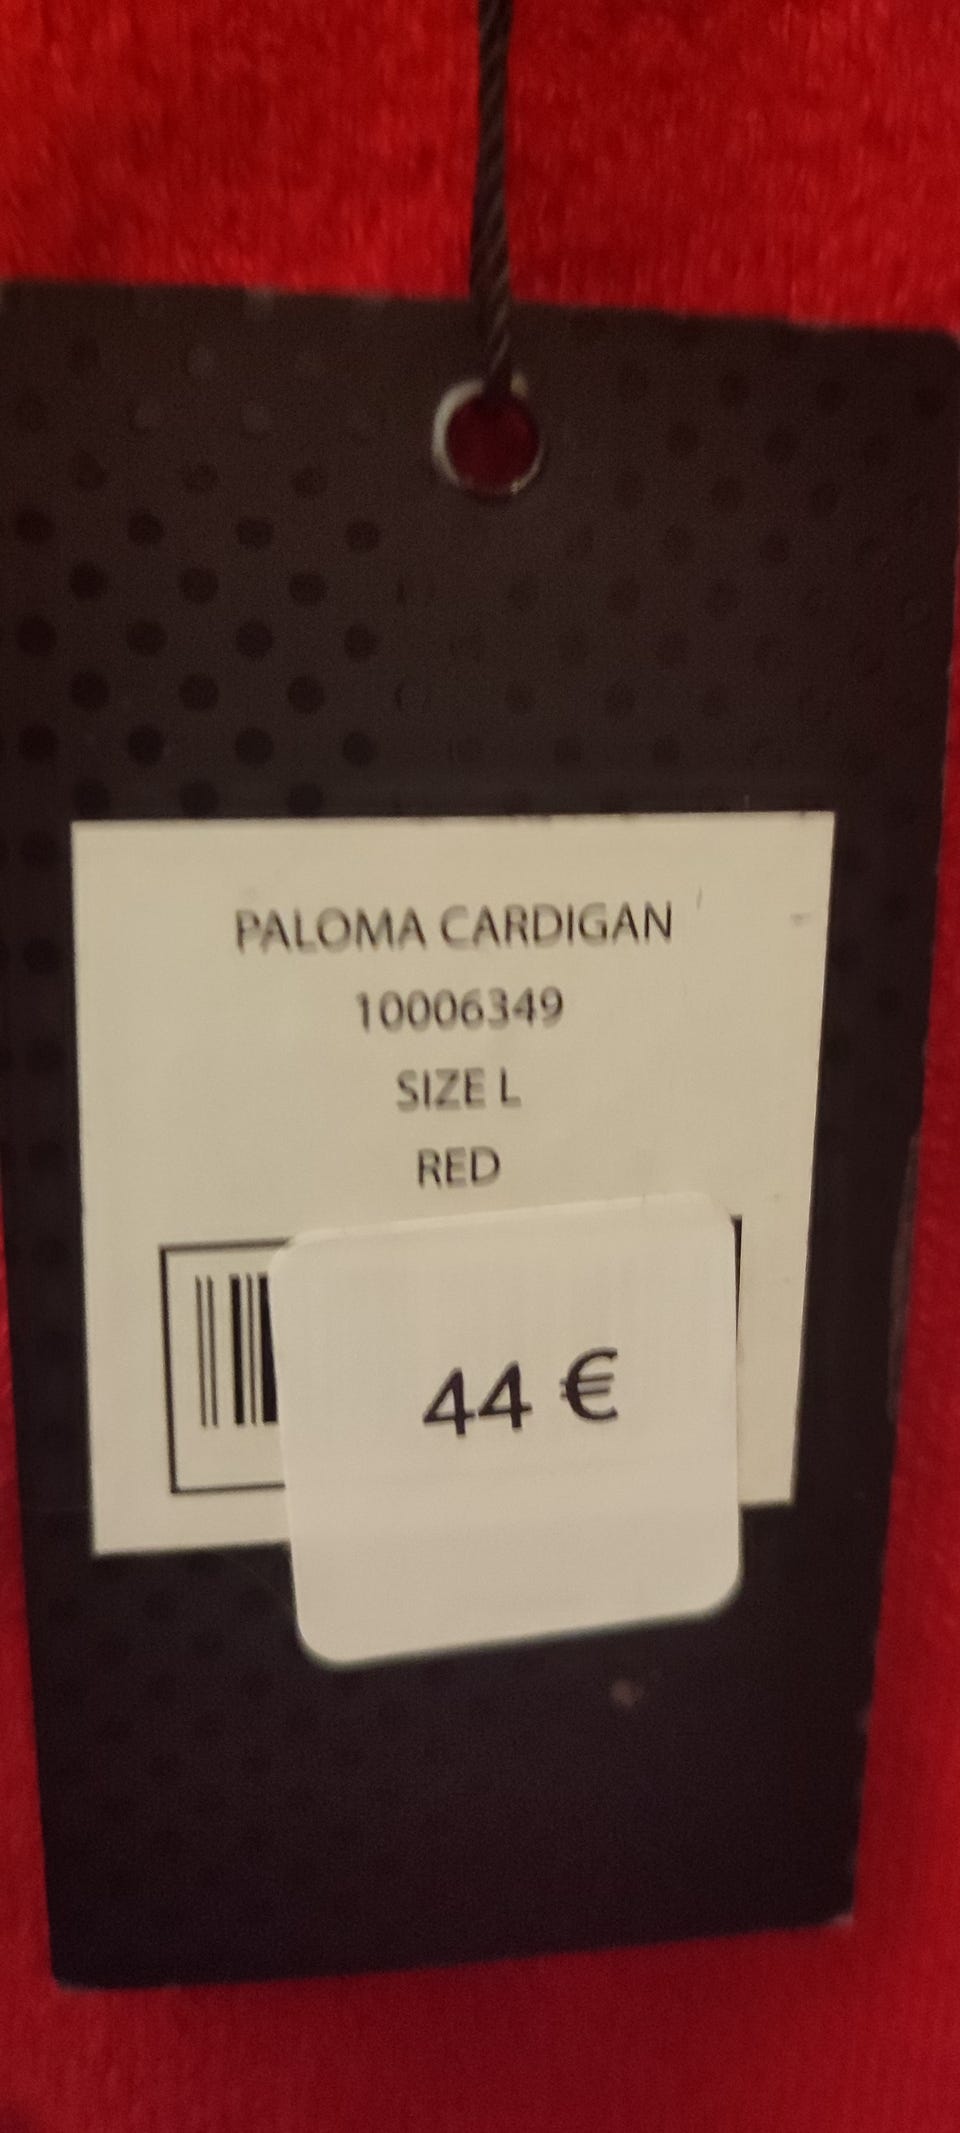 PALOMA CARDIGAN
10006349
SIZE L
RED
44 €